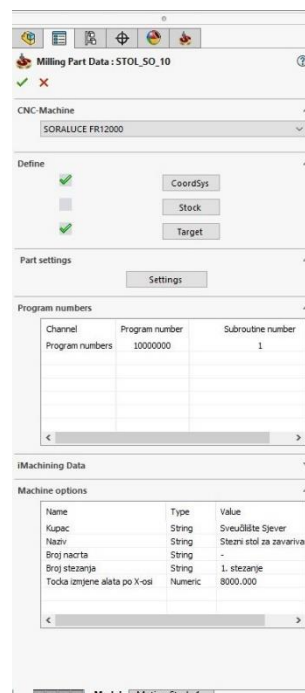 Milling Part Data : STOL_SO_10
CNC-Machine
SORALUCE FR12000
Define
CoordSys
Stock
Target
Part settings
Settings
Program numbers
Channel Program number Subroutine number
Program numbers 10000000 1
iMachining Data
Machine options
Name Type Value
Kupac String Sveučilište Sjever
Naziv String Stezni stol za zavariva
Broj nacrta String -
Broj stezanja String 1. stezanje
Tocka izmjene alata po X-osi Numeric 8000.000